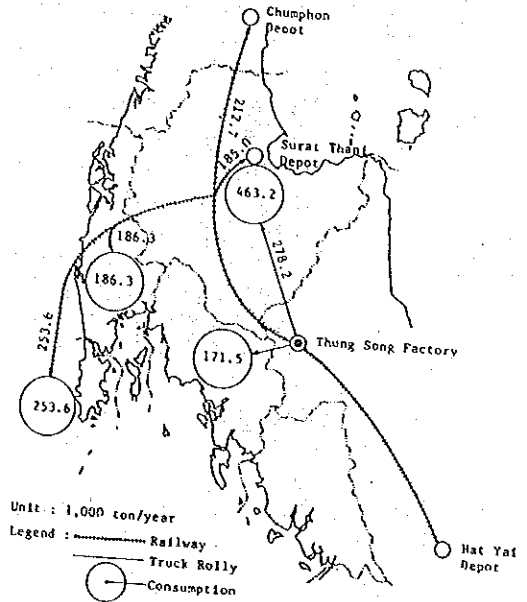 Chumphon
Depot
217.7
185.0
Surat Thani
Depot
463.2
186.3
278.2
186.3
253.6
Thung Song Factory
171.5
253.6
Unit : 1,000 ton/year
Legend :
Railway
Truck Rolly
Consumption
Hat Yai
Depot